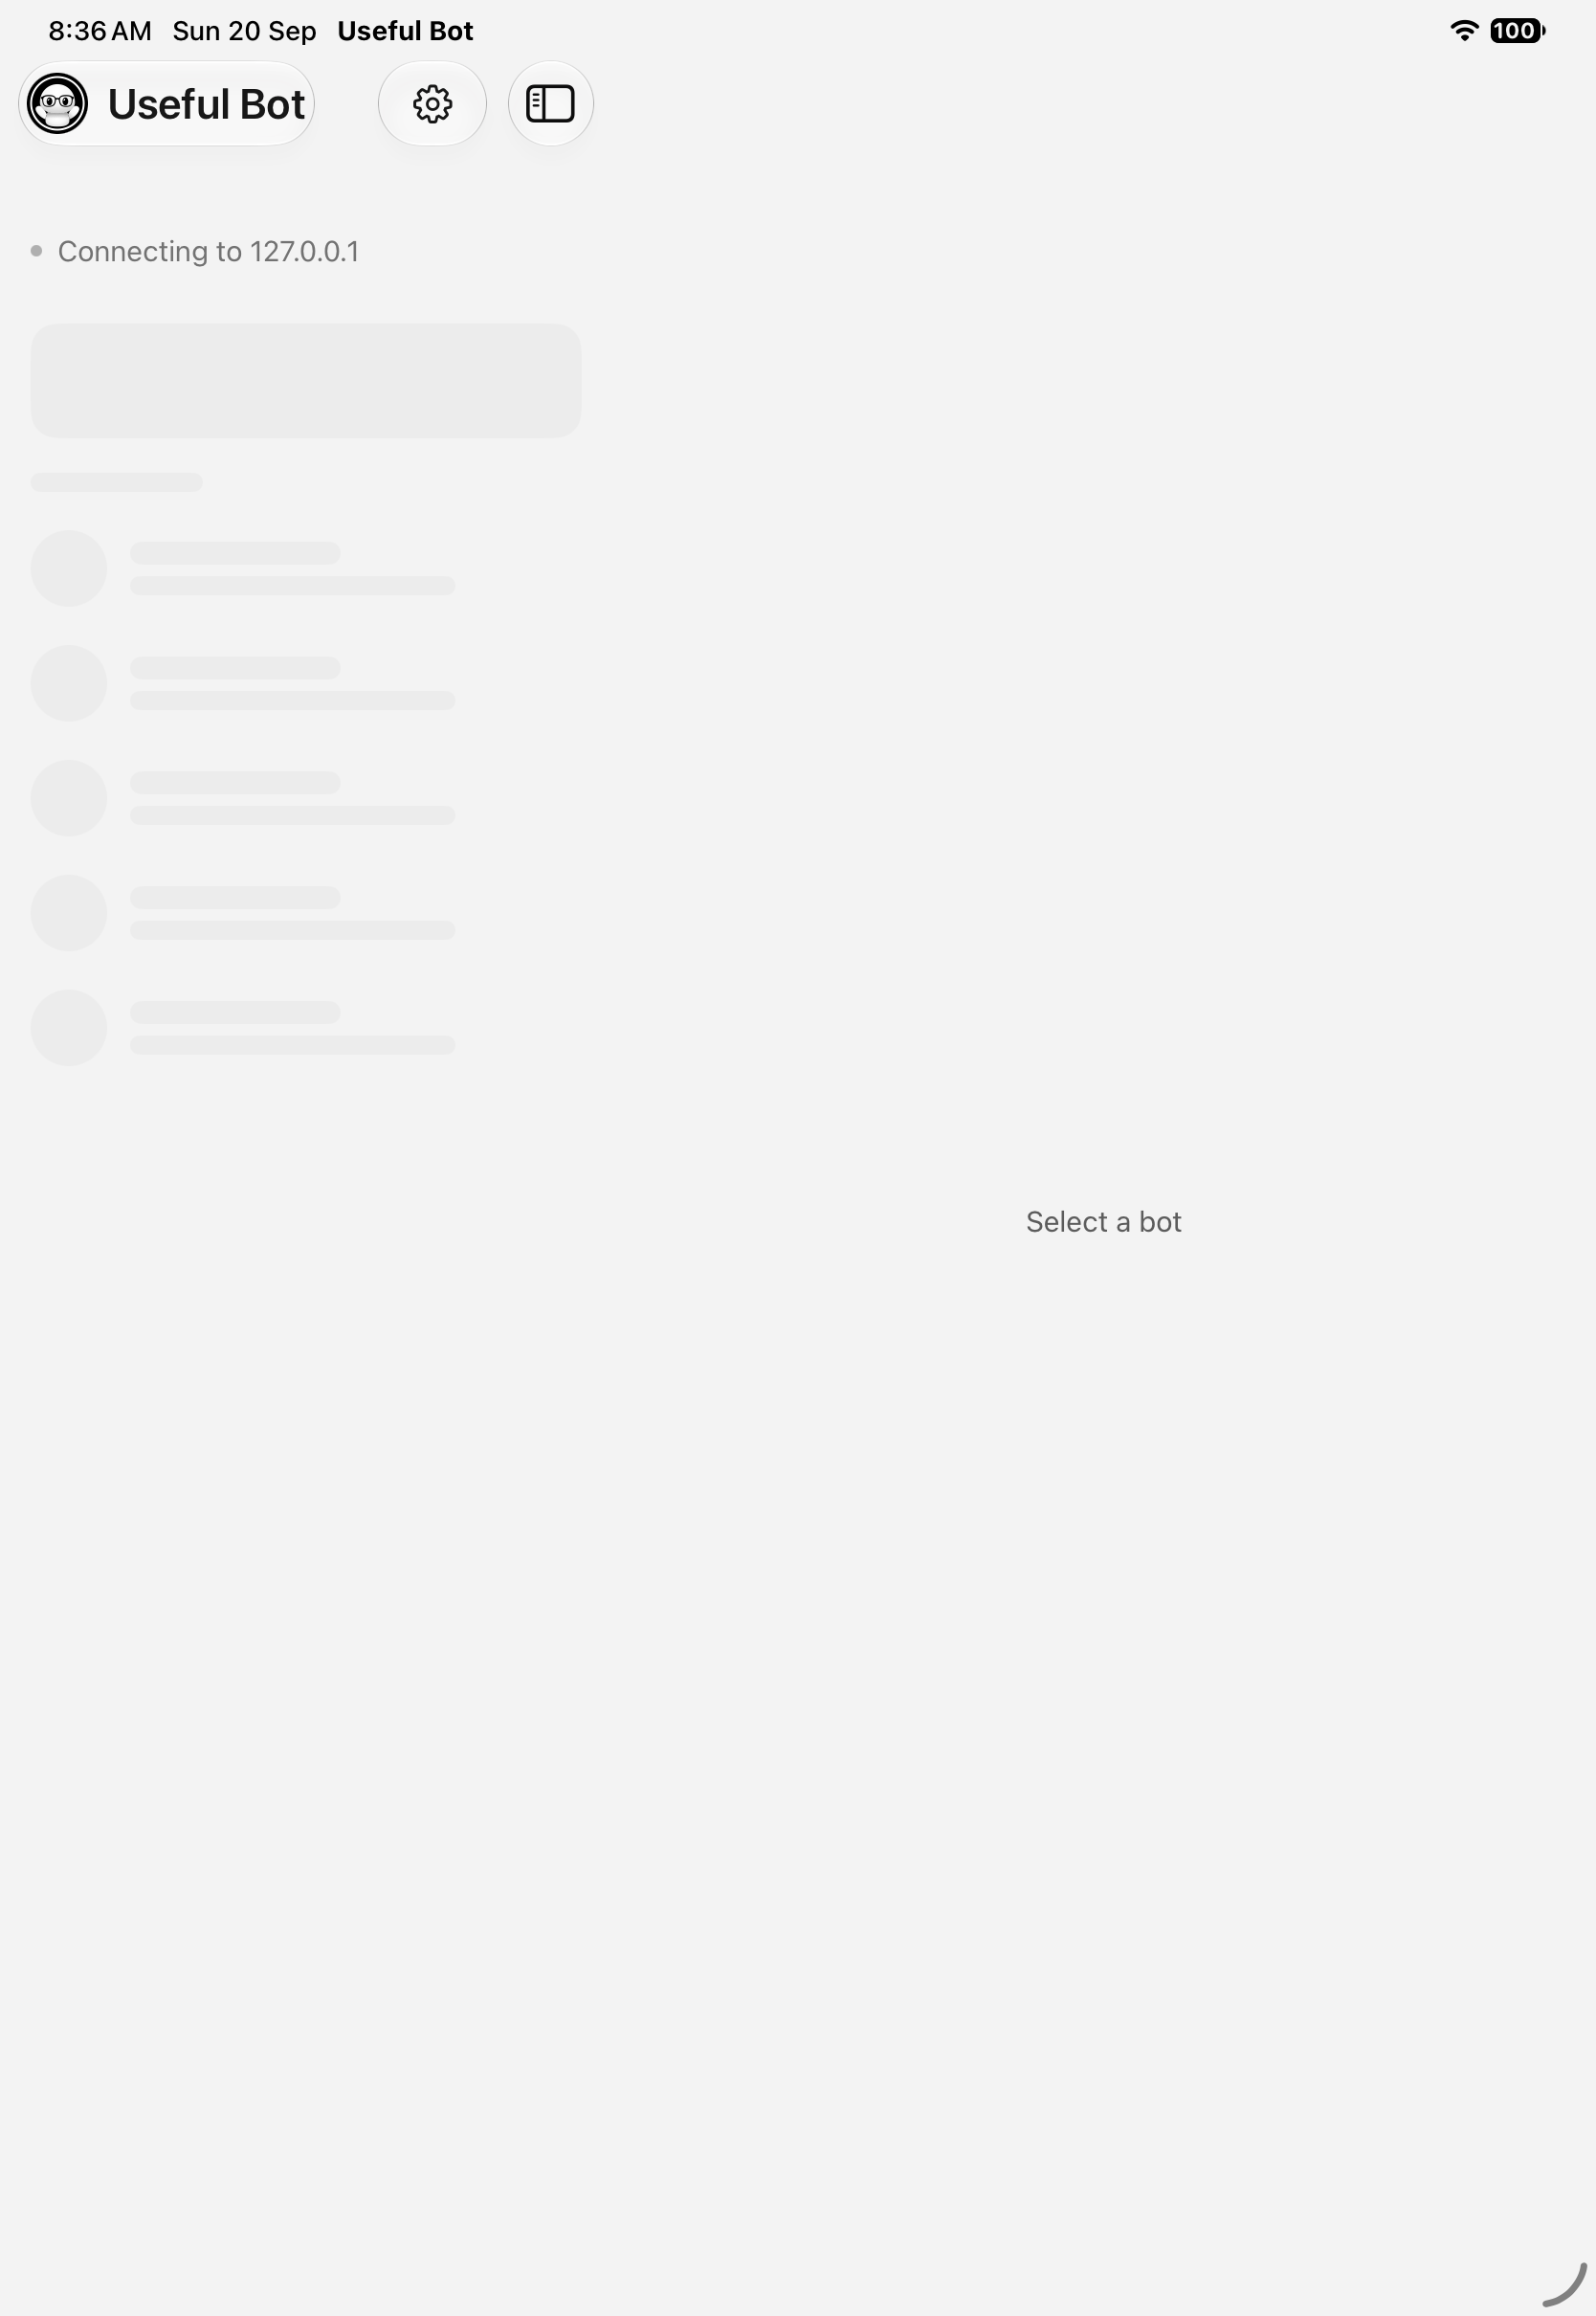 8:36 AM Sun 20 Sep Useful Bot
100
Useful Bot
Connecting to 127.0.0.1
Select a bot